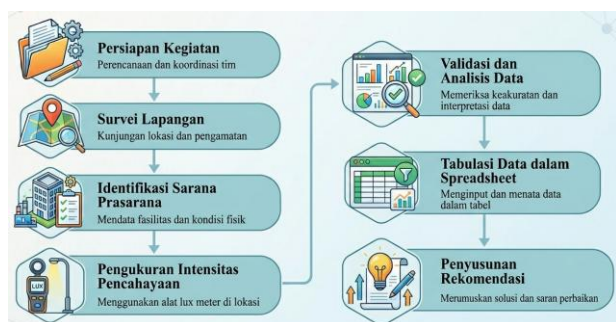 Persiapan Kegiatan
Perencanaan dan koordinasi tim
Survei Lapangan
Kunjungan lokasi dan pengamatan
Identifikasi Sarana
Prasarana
Mendata fasilitas dan kondisi fisik
Pengukuran Intensitas
Pencahayaan
Menggunakan alat lux meter di lokasi
LUX
Validasi dan
Analisis Data
Memeriksa keakuratan dan
interpretasi data
Tabulasi Data dalam
Spreadsheet
Menginput dan menata data
dalam tabel
Penyusunan
Rekomendasi
Merumuskan solusi dan saran perbaikan